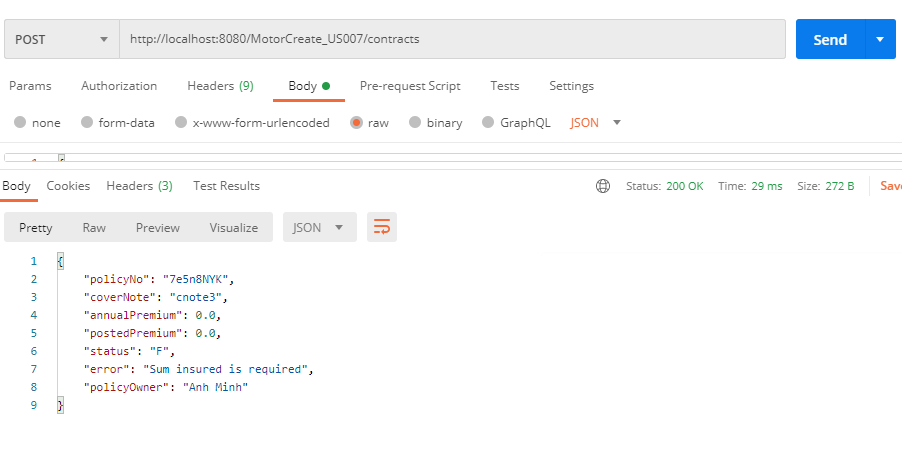 POST http://localhost:8080/MotorCreate_US007/contracts Send
Params Authorization Headers (9) Body Pre-request Script Tests Settings
none form-data x-www-form-urlencoded raw binary GraphQL JSON
Body Cookies Headers (3) Test Results Status: 200 OK Time: 29 ms Size: 272 B
Pretty Raw Preview Visualize JSON
1 {
2 "policyNo": "7e5n8NYK",
3 "coverNote": "cnote3",
4 "annualPremium": 0.0,
5 "postedPremium": 0.0,
6 "status": "F",
7 "error": "Sum insured is required",
8 "policyOwner": "Anh Minh"
9 }